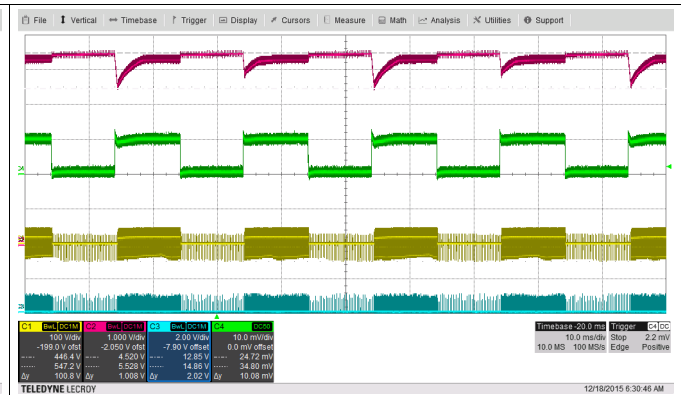 File Vertical Timebase Trigger Display Cursors Measure Math Analysis Utilities Support
C4
C1 BwL DC1M C2 BwL DC1M C3 BwL DC1M C4 DC50
100 V/div 1.000 V/div 2.00 V/div 10.0 mV/div
-199.0 V ofst -2.050 V ofst -7.90 V offset 0.0 mV offset
446.4 V 4.520 V 12.85 V 24.72 mV
547.2 V 5.528 V 14.86 V 34.80 mV
Δy 100.8 V Δy 1.008 V Δy 2.02 V Δy 10.08 mV
Timebase -20.0 ms Trigger C4 DC
10.0 ms/div Stop 2.2 mV
10.0 MS 100 MS/s Edge Positive
TELEDYNE LECROY 12/18/2015 6:30:46 AM